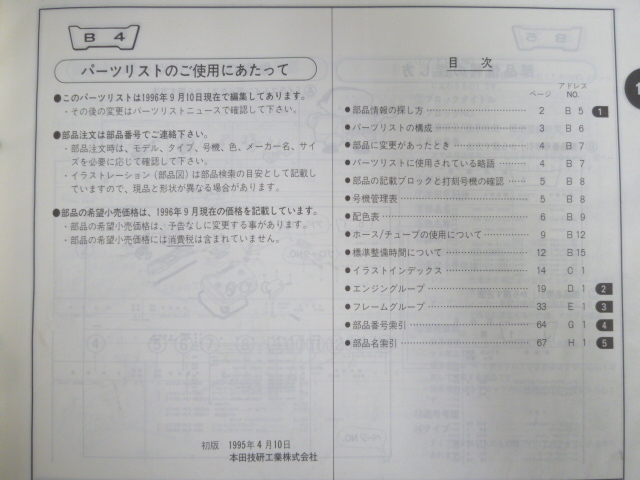 B 4
パーツリストのご使用にあたって
●このパーツリストは1996年9月10日現在で編集してあります。
・その後の変更はパーツリストニュースで確認して下さい。
●部品注文は部品番号でご連絡下さい。
・部品注文時は、モデル、タイプ、号機、色、メーカー名、サイ
ズを必要に応じて確認して下さい。
・イラストレーション（部品図）は部品検索の目安として記載し
ていますので、現品と形状が異なる場合があります。
●部品の希望小売価格は、1996年9月現在の価格を記載しています。
・部品の希望小売価格は、予告なしに変更する事があります。
・部品の希望小売価格には消費税は含まれていません。
初版 1995年4月10日
本田技研工業株式会社
目 次
ページ アドレスNO.
●部品情報の探し方 2 B 5 1
●パーツリストの構成 3 B 6
●部品に変更があったとき 4 B 7
●パーツリストに使用されている略語 4 B 7
●部品の記載ブロックと打刻号機の確認 5 B 8
●号機管理表 5 B 8
●配色表 6 B 9
●ホース/チューブの使用について 9 B 12
●標準整備時間について 12 B 15
●イラストインデックス 14 C 1
●エンジングループ 19 D 1 2
●フレームグループ 33 E 1 3
●部品番号索引 64 G 1 4
●部品名索引 67 H 1 5